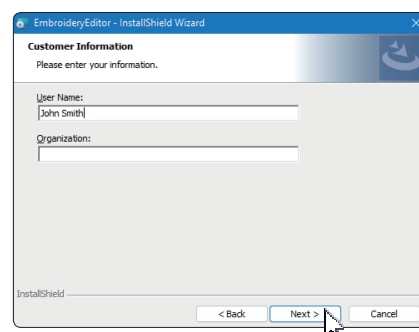 EmbroideryEditor - InstallShield Wizard
Customer Information
Please enter your information.
User Name:
John Smith
Organization:
InstallShield
< Back Next > Cancel